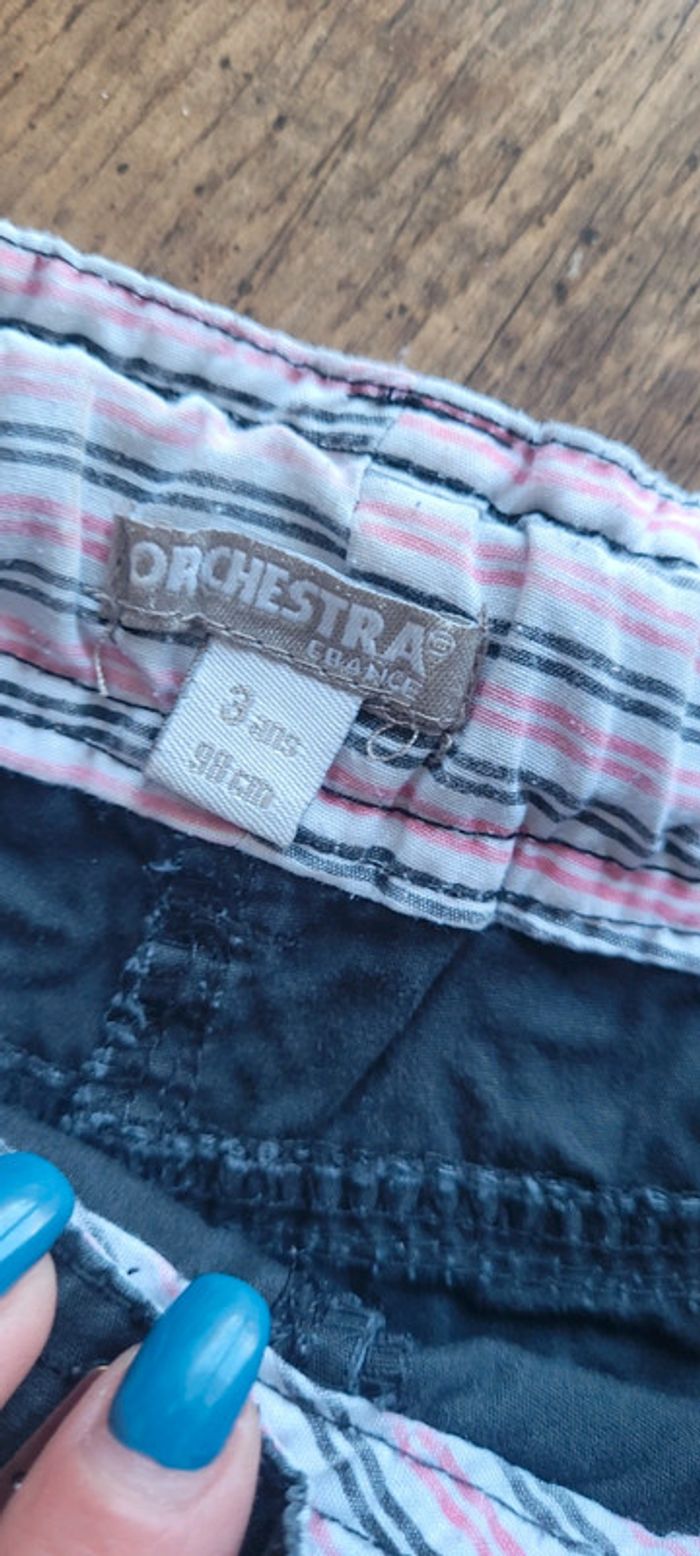 ORCHESTRA®
FRANCE
3 ans
98 cm